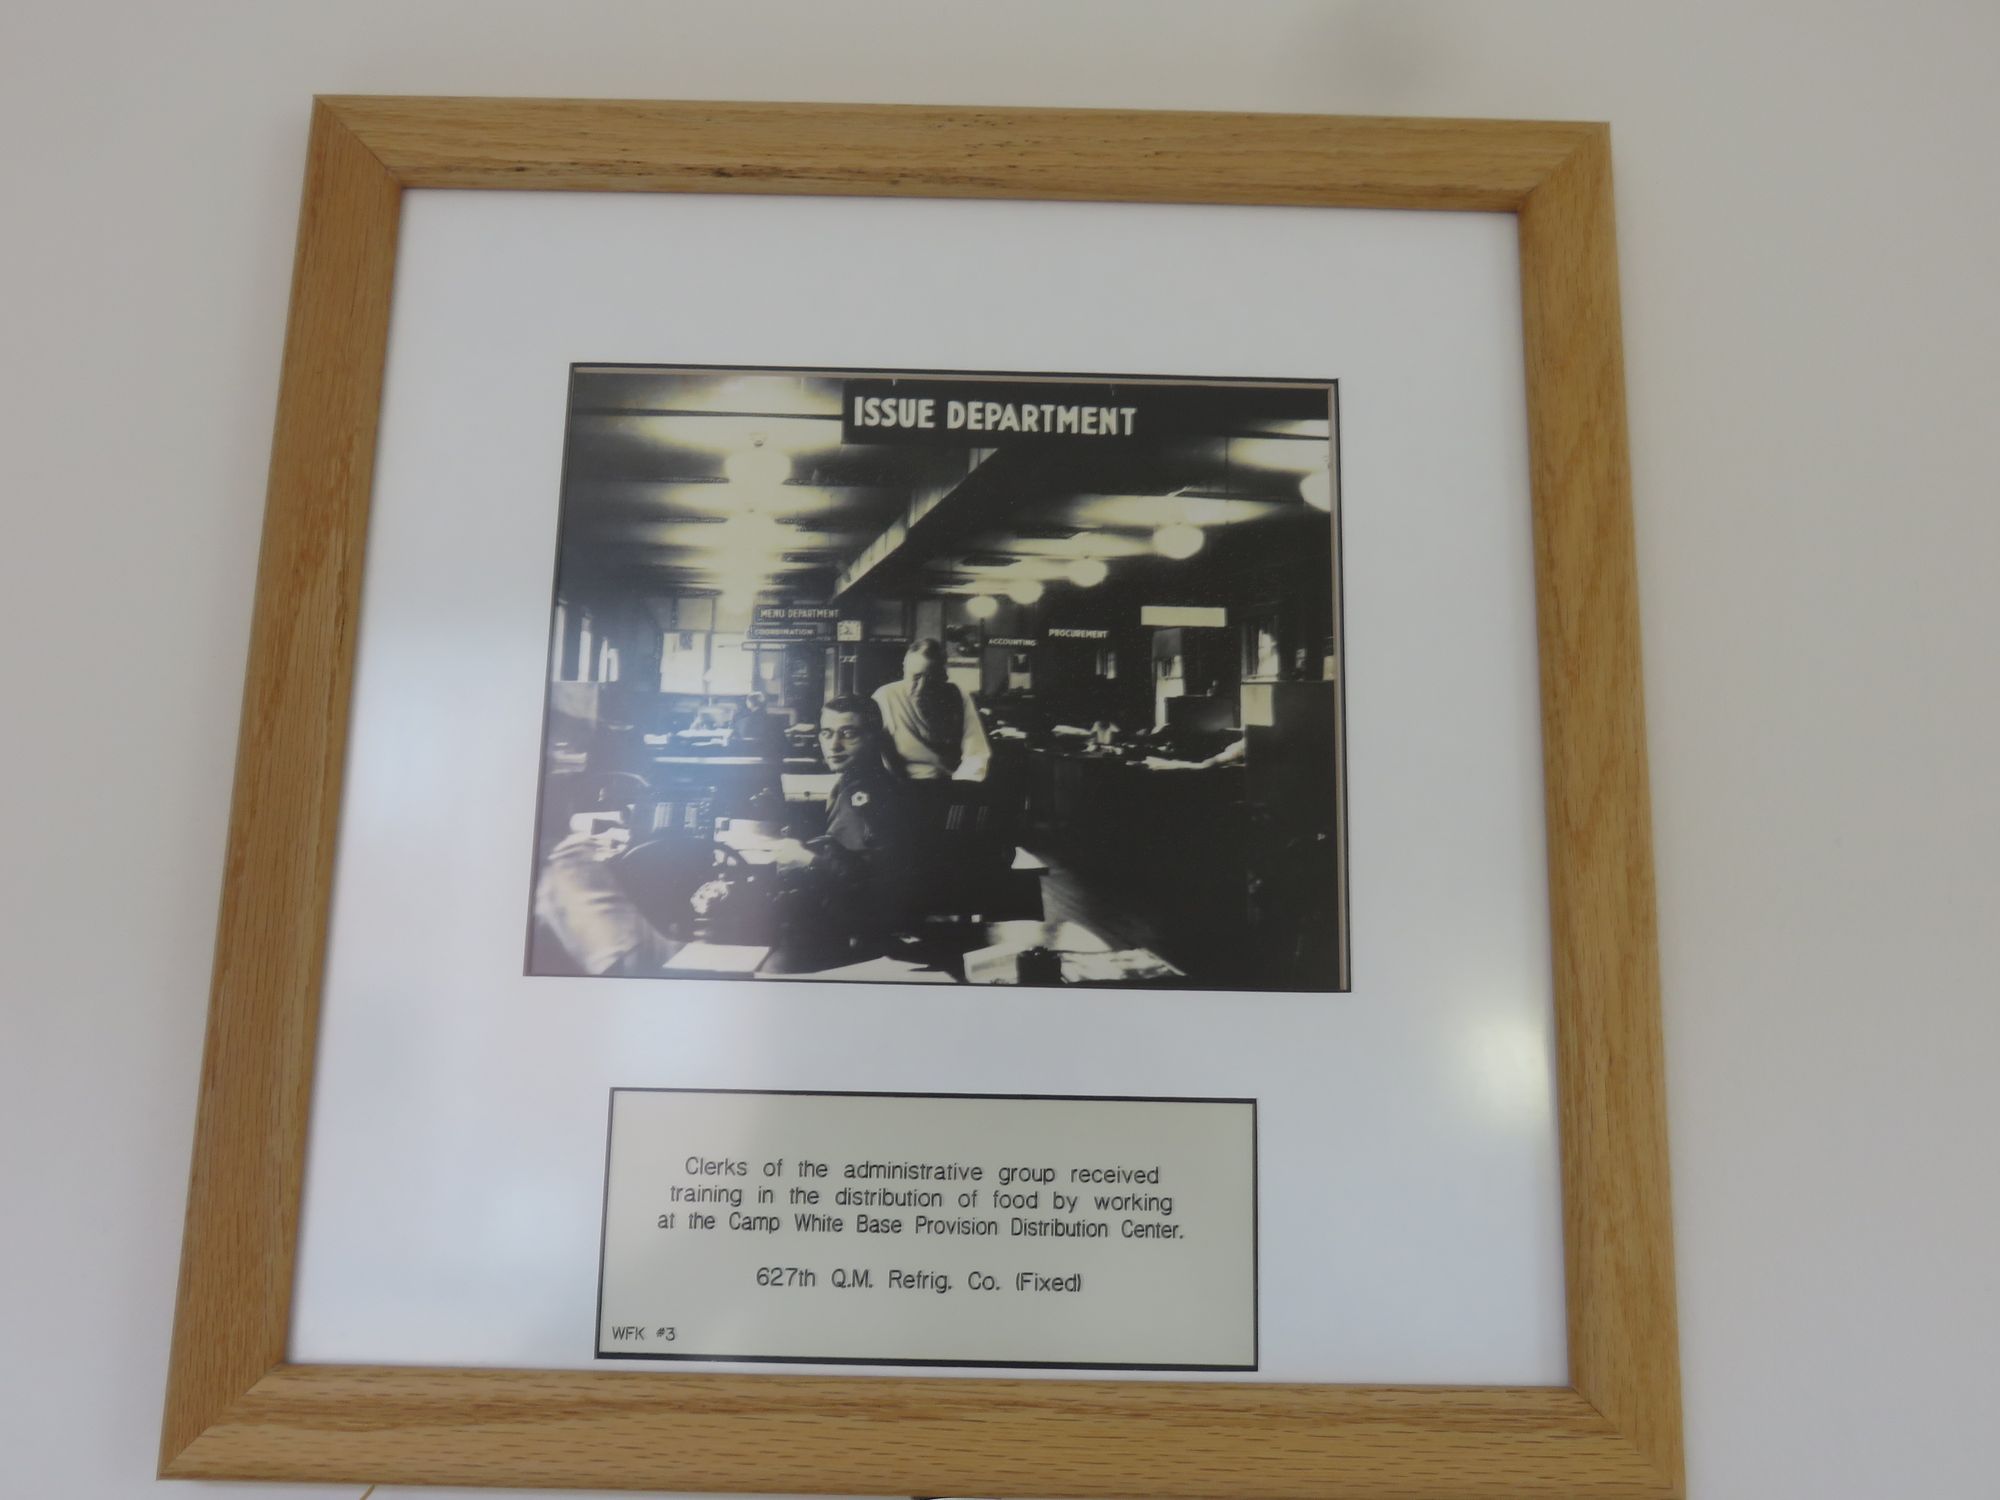 ISSUE DEPARTMENT
MENU DEPARTMENT
COORDINATION
ACCOUNTING
PROCUREMENT
Clerks of the administrative group received
training in the distribution of food by working
at the Camp White Base Provision Distribution Center.
627th Q.M. Refrig. Co. (Fixed)
WFK #3